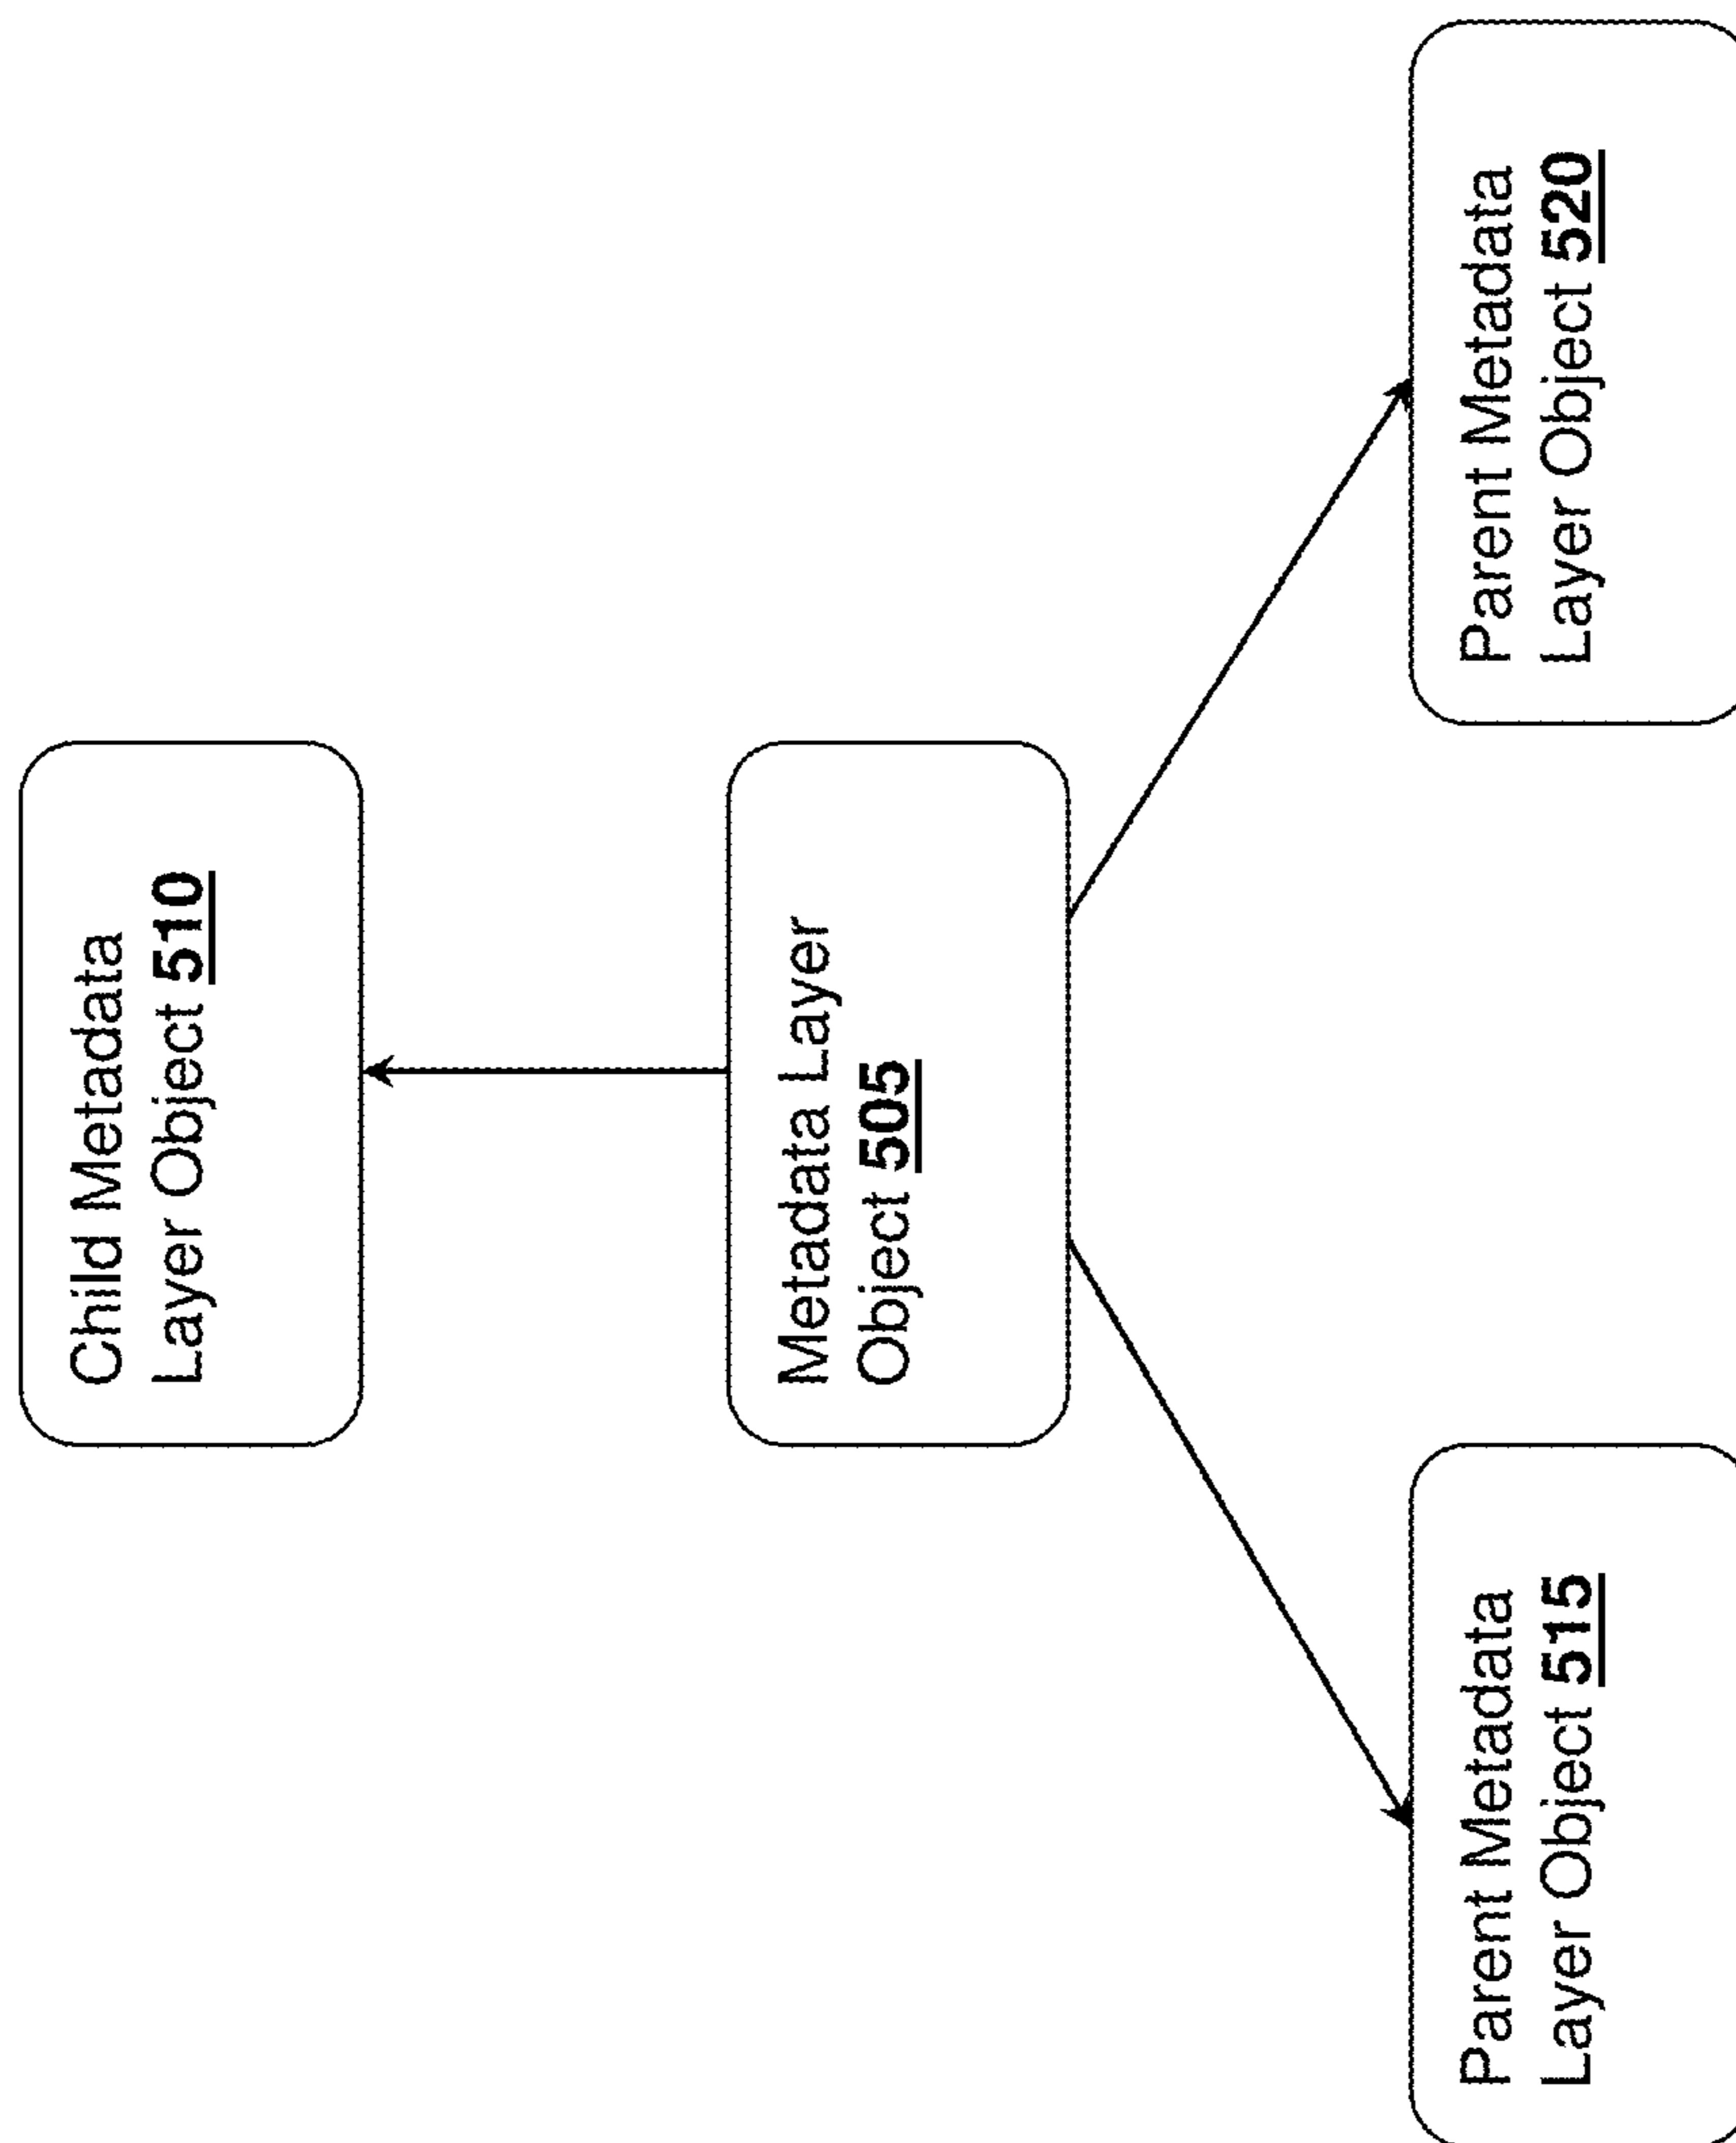 Child Metadata
Layer Object 510
Metadata Layer
Object 505
Parent Metadata
Layer Object 515
Parent Metadata
Layer Object 520